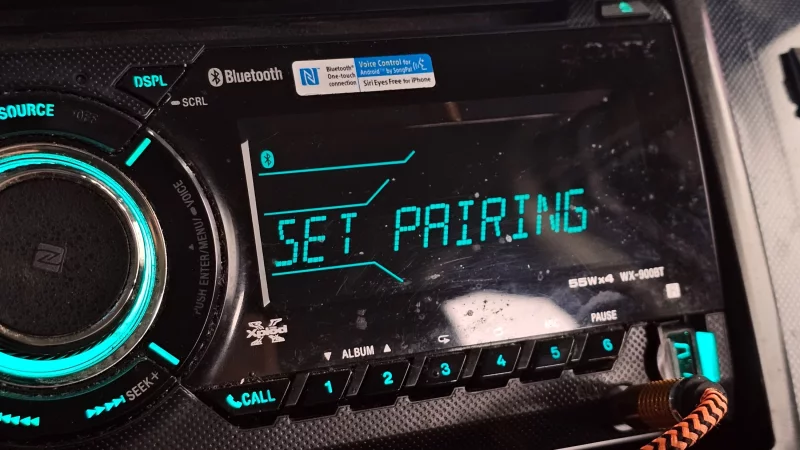 DSPL
Bluetooth
Bluetooth®
One-touch
connection
Voice Control for
Android™ by SongPal
Siri Eyes Free for iPhone
SOURCE
SCRL
VOICE
PUSH ENTER/MENU/
SET PAIRING
55W×4 WX-900BT
PAUSE
ALBUM
SEEK+
CALL
1
2
3
4
5
6